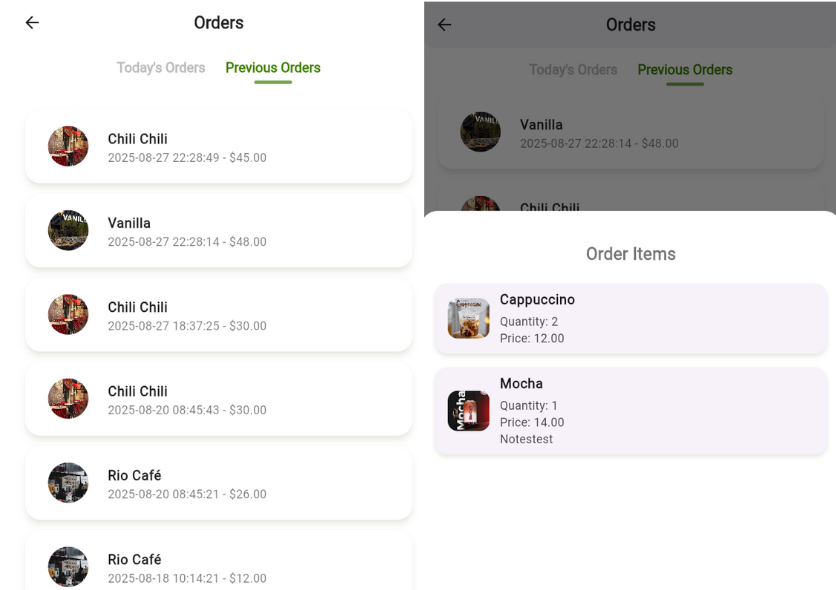 Orders
Today's Orders Previous Orders
Chili Chili
2025-08-27 22:28:49 - $45.00
Vanilla
2025-08-27 22:28:14 - $48.00
Chili Chili
2025-08-27 18:37:25 - $30.00
Chili Chili
2025-08-20 08:45:43 - $30.00
Rio Café
2025-08-20 08:45:21 - $26.00
Rio Café
2025-08-18 10:14:21 - $12.00
Orders
Today's Orders Previous Orders
Vanilla
2025-08-27 22:28:14 - $48.00
Chili Chili
Order Items
Cappuccino
Quantity: 2
Price: 12.00
Mocha
Mocha
Quantity: 1
Price: 14.00
Notestest